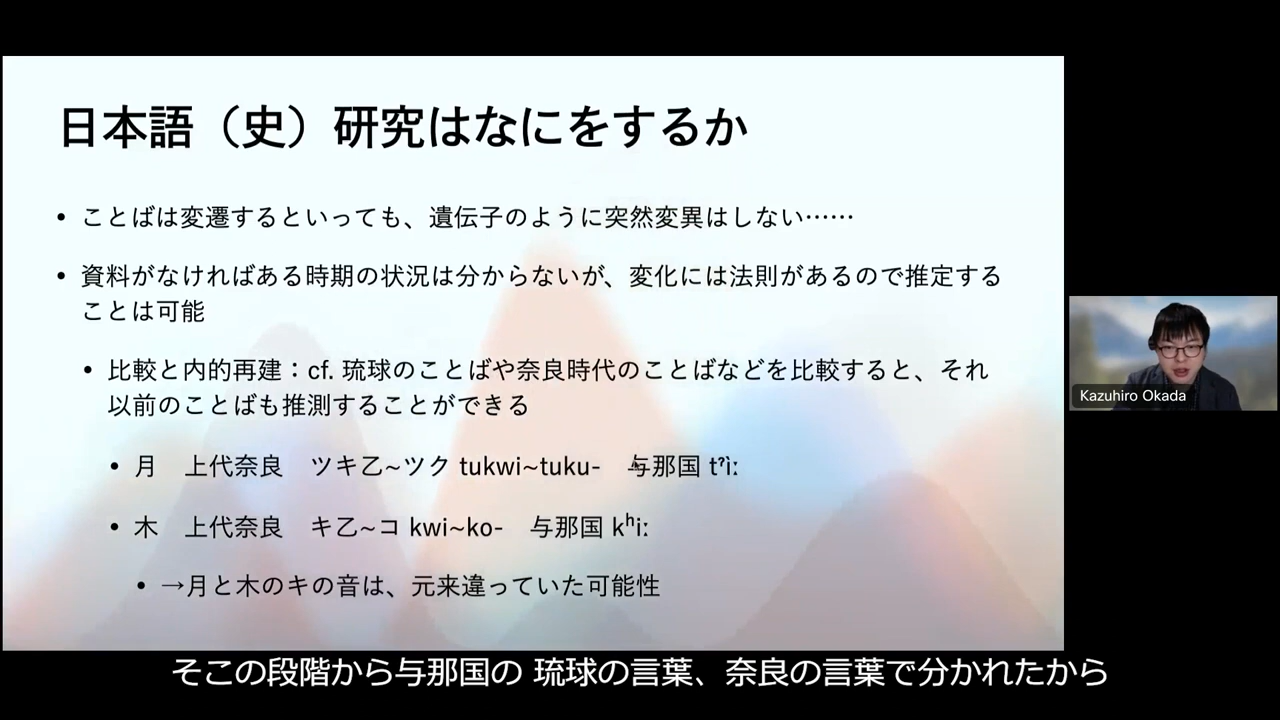 日本語（史）研究はなにをするか
• ことばは変遷するといっても、遺伝子のように突然変異はしない……
• 資料がなければある時期の状況は分からないが、変化には法則があるので推定する
ことは可能
• 比較と内的再建：cf. 琉球のことばや奈良時代のことばなどを比較すると、それ
以前のことばも推測することができる
• 月　上代奈良　ツキ乙~ツク tukwi~tuku-　与那国 tˀìː
• 木　上代奈良　キ乙~コ kwi~ko-　与那国 kʰiː
• →月と木のキの音は、元来違っていた可能性
Kazuhiro Okada
そこの段階から与那国の 琉球の言葉、奈良の言葉で分かれたから